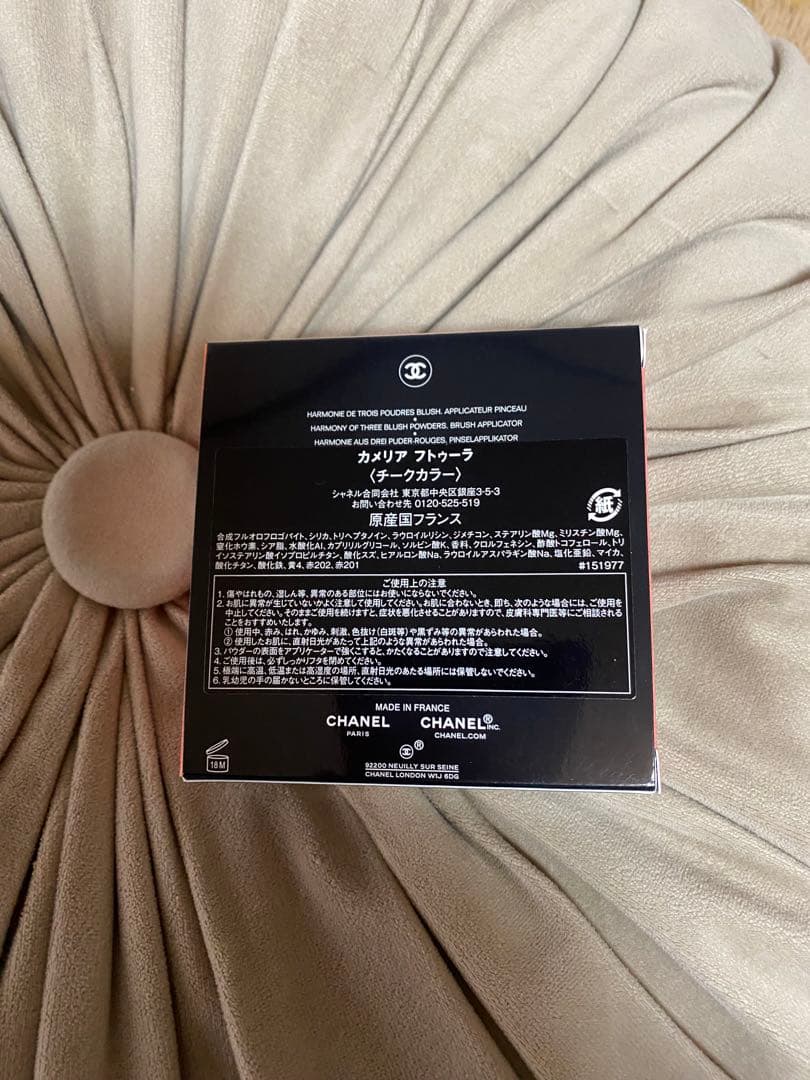 HARMONIE DE TROIS POUDRES BLUSH. APPLICATEUR PINCEAU
HARMONY OF THREE BLUSH POWDERS. BRUSH APPLICATOR
HARMONIE AUS DREI PUDER-ROUGES, PINSELAPPLIKATOR
カメリア フトゥーラ
〈チークカラー〉
シャネル合同会社 東京都中央区銀座3-5-3
お問い合わせ先 0120-525-519
原産国フランス
紙
合成フルオロフロゴパイト、シリカ、トリヘプタノイン、ラウロイルリシン、ジメチコン、ステアリン酸Mg、ミリスチン酸Mg、
窒化ホウ素、シア脂、水酸化Al、カプリリルグリコール、ソルビン酸K、香料、クロルフェネシン、酢酸トコフェロール、トリ
イソステアリン酸イソプロピルチタン、酸化スズ、ヒアルロン酸Na、ラウロイルアスパラギン酸Na、塩化亜鉛、マイカ、
酸化チタン、酸化鉄、黄4、赤202、赤201
#151977
ご使用上の注意
1. 傷やはれもの、湿しん等、異常のある部位にはお使いにならないでください。
2. お肌に異常が生じていないかよく注意して使用してください。お肌に合わないとき、即ち、次のような場合には、ご使用を
中止してください。そのままご使用を続けますと、症状を悪化させることがありますので、皮膚科専門医等にご相談される
ことをおすすめいたします。
① 使用中、赤み、はれ、かゆみ、刺激、色抜け(白斑等)や黒ずみ等の異常があらわれた場合。
② 使用したお肌に、直射日光があたって上記のような異常があらわれた場合。
3. パウダーの表面をアプリケーターで強くこすると、かたくなることがありますので注意してください。
4. ご使用後は、必ずしっかりフタを閉めてください。
5. 極端に高温、低温または高湿度の場所、直射日光のあたる場所には保管しないでください。
6. 乳幼児の手の届かないところに保管してください。
MADE IN FRANCE
CHANEL CHANEL® INC.
PARIS CHANEL.COM
®
18M
92200 NEUILLY SUR SEINE
CHANEL LONDON W1J 6DG